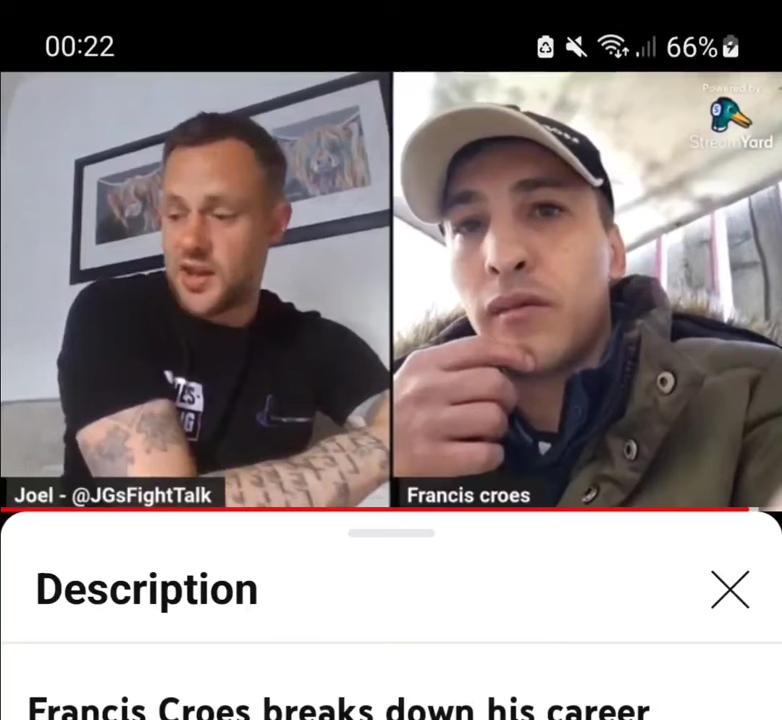 00:22
66%
Powered by
StreamYard
Joel - @JGsFightTalk
Francis croes
Description
Francis Croes breaks down his career